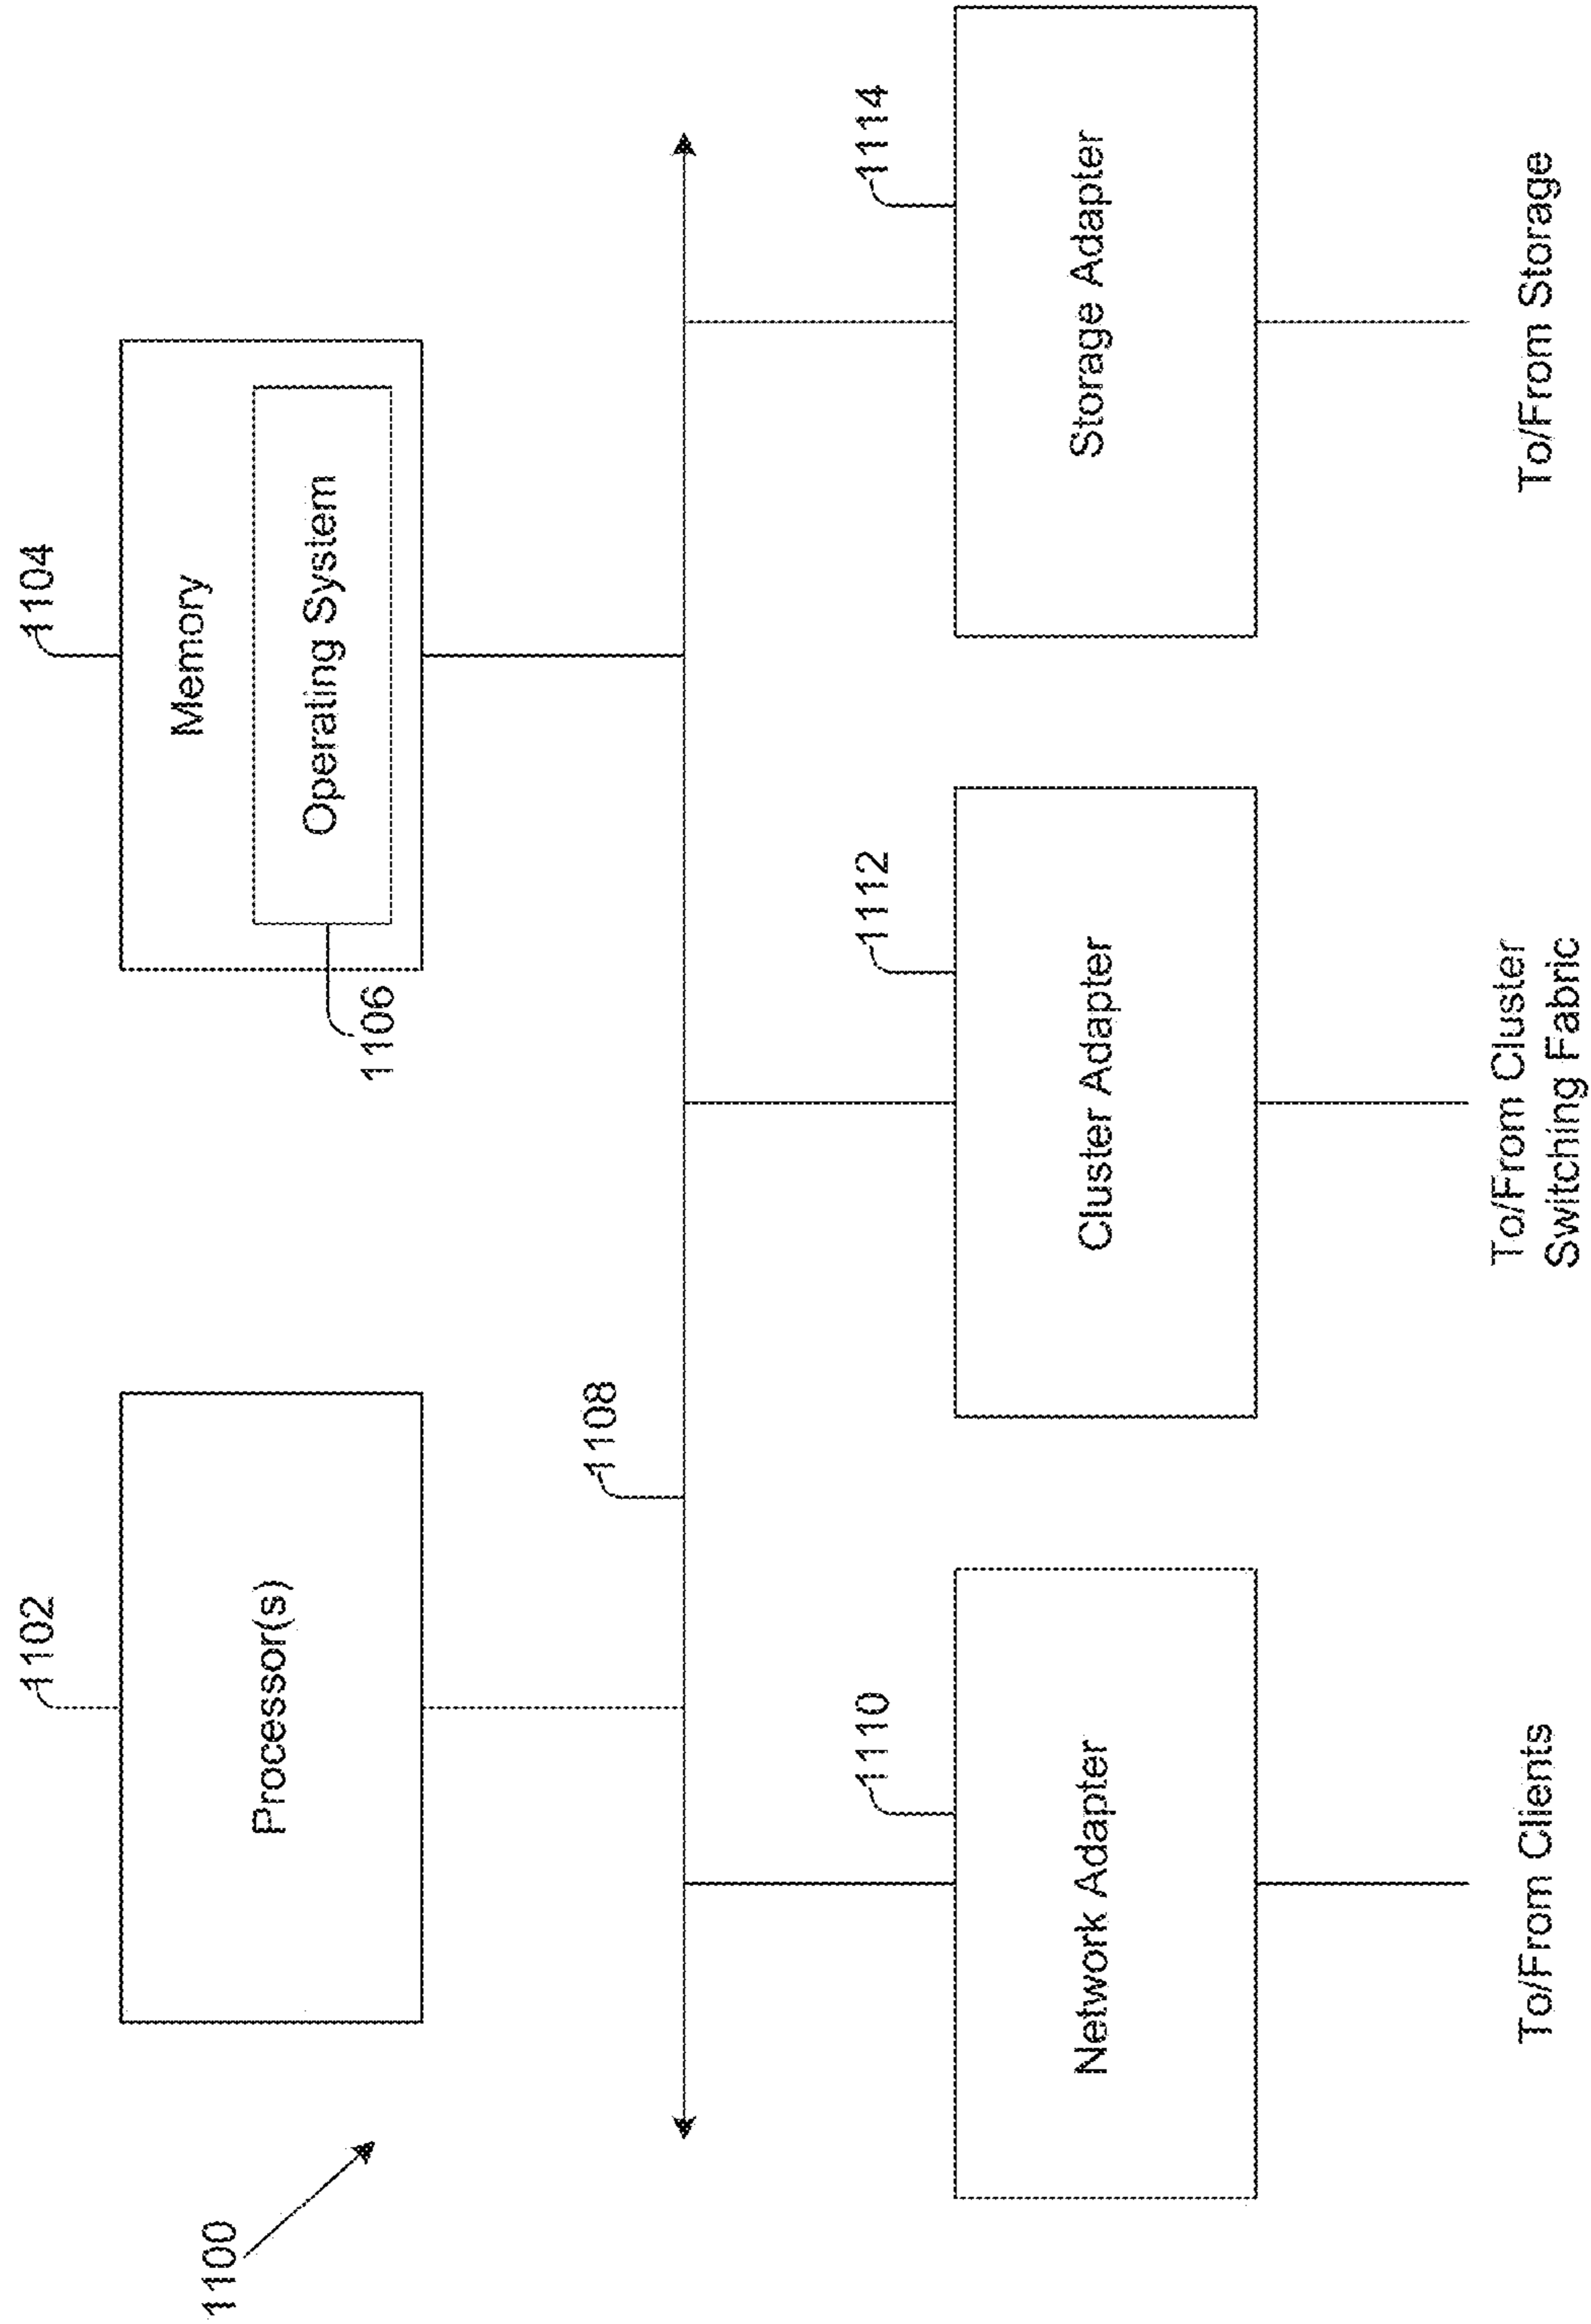 1100
1102
1104
Processor(s)
Memory
Operating System
1106
1108
1110
1112
1114
Network Adapter
Cluster Adapter
Storage Adapter
To/From Clients
To/From Cluster
Switching Fabric
To/From Storage